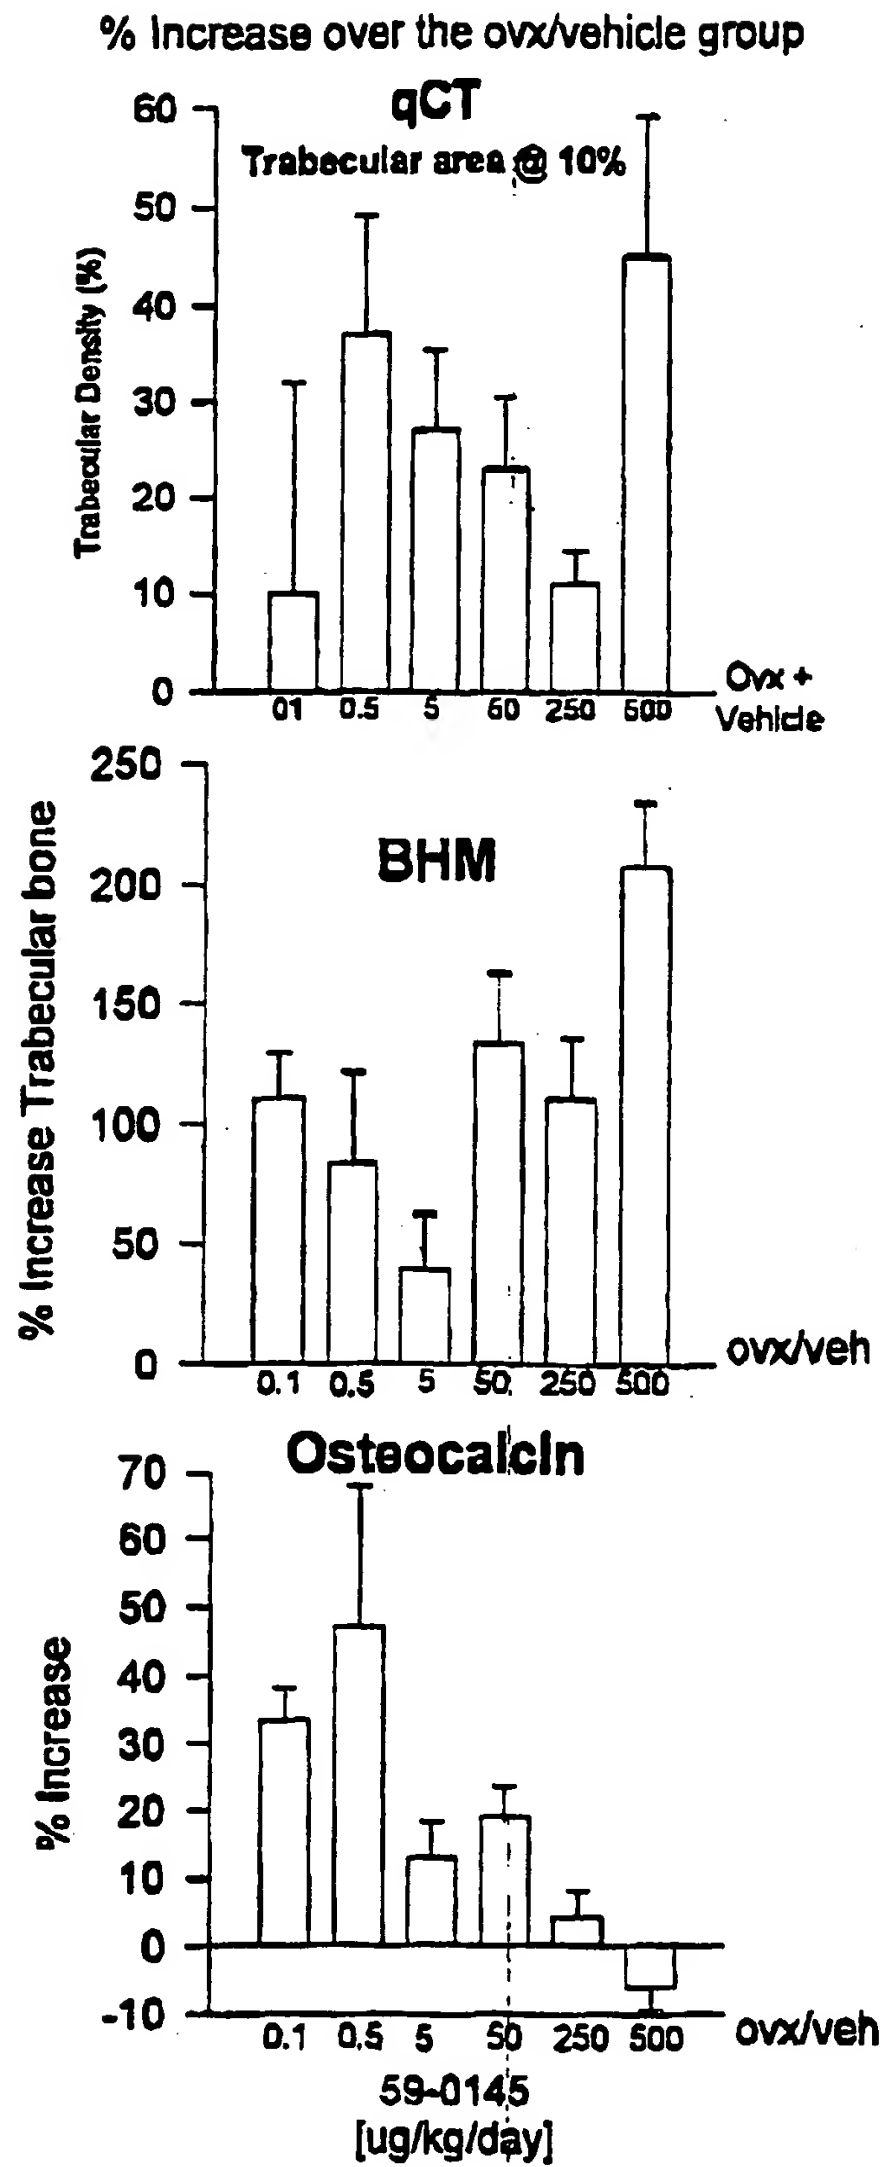 % Increase over the ovx/vehicle group
qCT
Trabecular area @ 10%
Trabecular Density (%)
60
50
40
30
20
10
0
01 0.5 5 50 250 500
Ovx +
Vehicle
BHM
% Increase Trabecular bone
250
200
150
100
50
0
0.1 0.5 5 50 250 500
ovx/veh
Osteocalcin
% Increase
70
60
50
40
30
20
10
0
-10
0.1 0.5 5 50 250 500
ovx/veh
59-0145
[ug/kg/day]